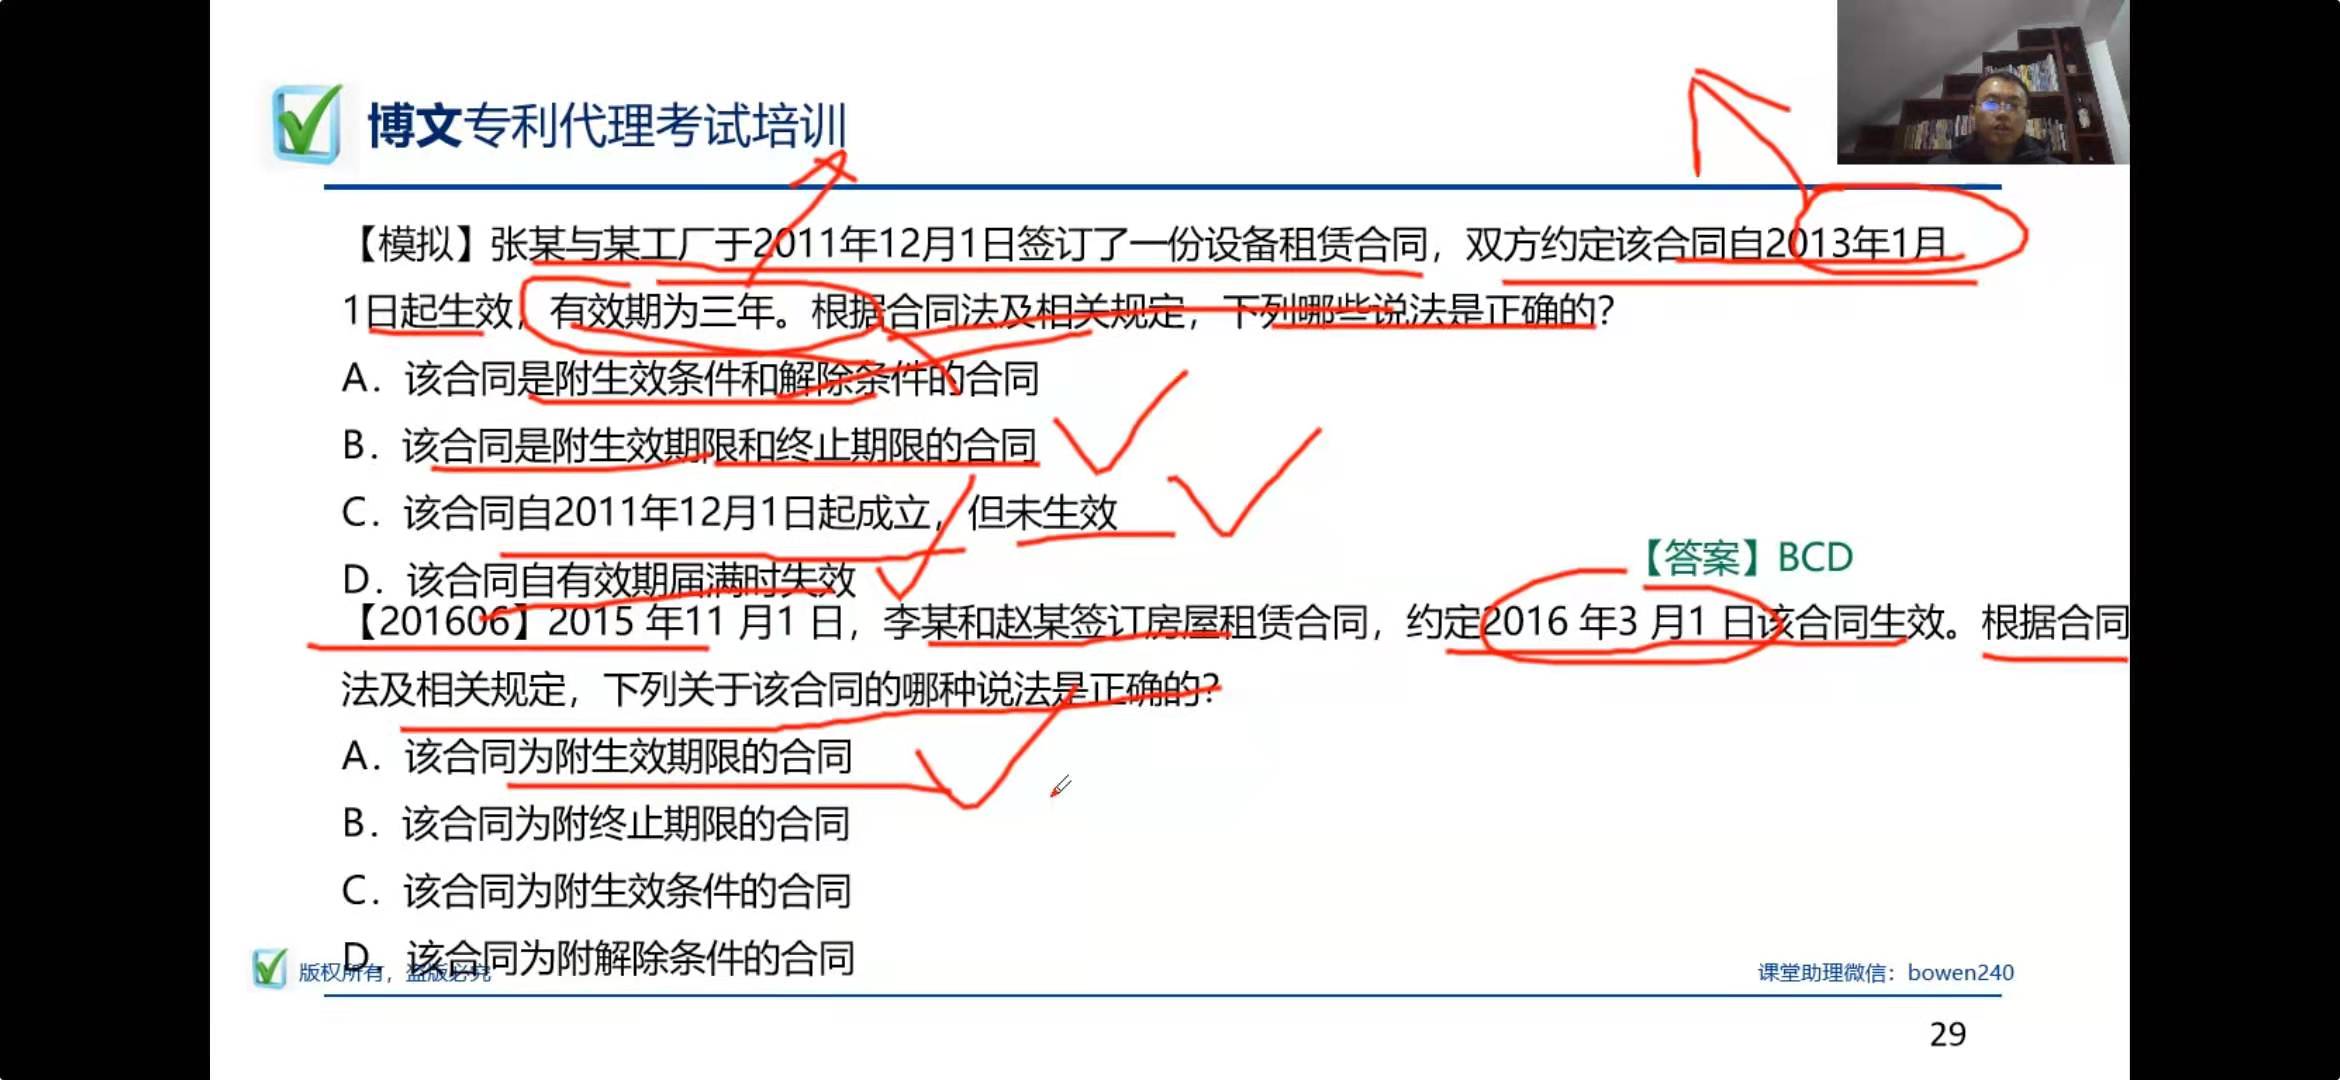 博文专利代理考试培训
【模拟】张某与某工厂于2011年12月1日签订了一份设备租赁合同，双方约定该合同自2013年1月
1日起生效，有效期为三年。根据合同法及相关规定，下列哪些说法是正确的？
A．该合同是附生效条件和解除条件的合同
B．该合同是附生效期限和终止期限的合同
C．该合同自2011年12月1日起成立，但未生效
D．该合同自有效期届满时失效
【答案】BCD
【201606】2015 年11 月1 日，李某和赵某签订房屋租赁合同，约定2016 年3 月1 日该合同生效。根据合同
法及相关规定，下列关于该合同的哪种说法是正确的？
A．该合同为附生效期限的合同
B．该合同为附终止期限的合同
C．该合同为附生效条件的合同
D．该合同为附解除条件的合同
版权所有，盗版必究
课堂助理微信：bowen240
29